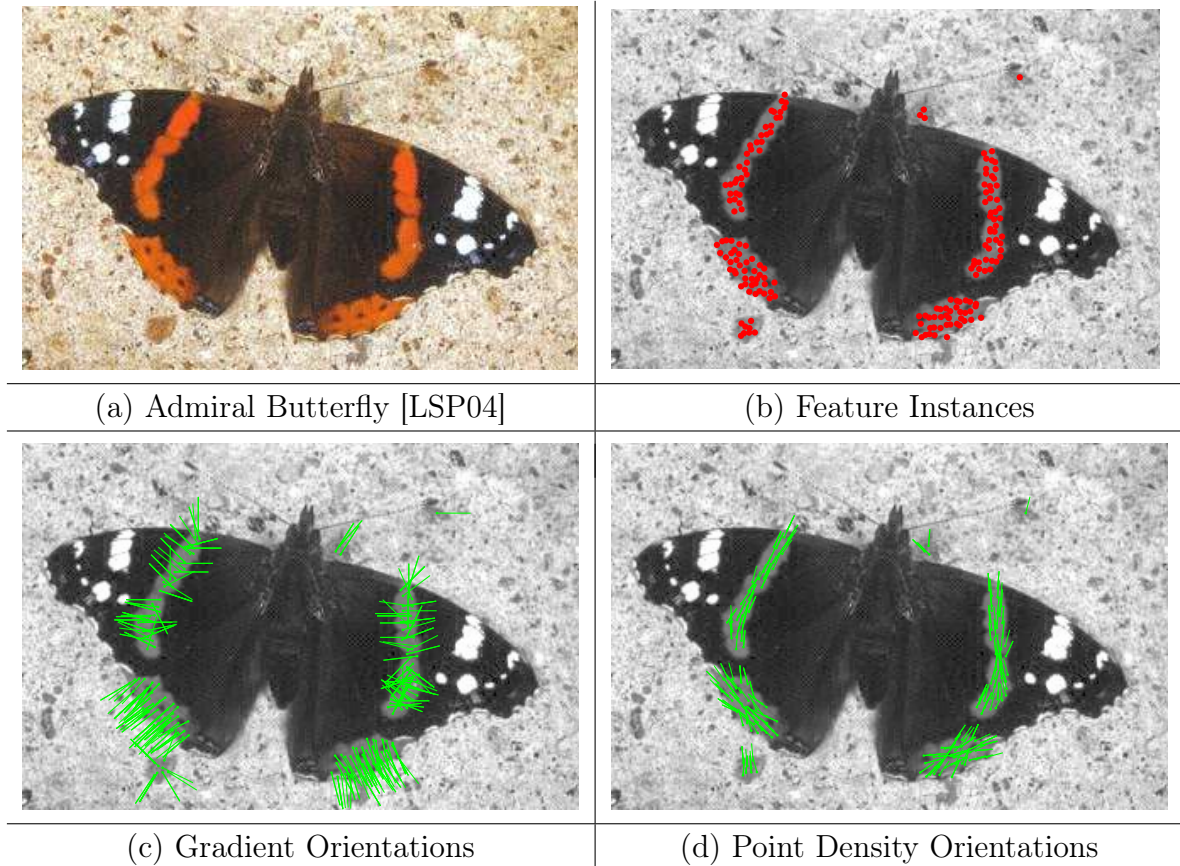 (a) Admiral Butterfly [LSP04]
(b) Feature Instances
(c) Gradient Orientations
(d) Point Density Orientations